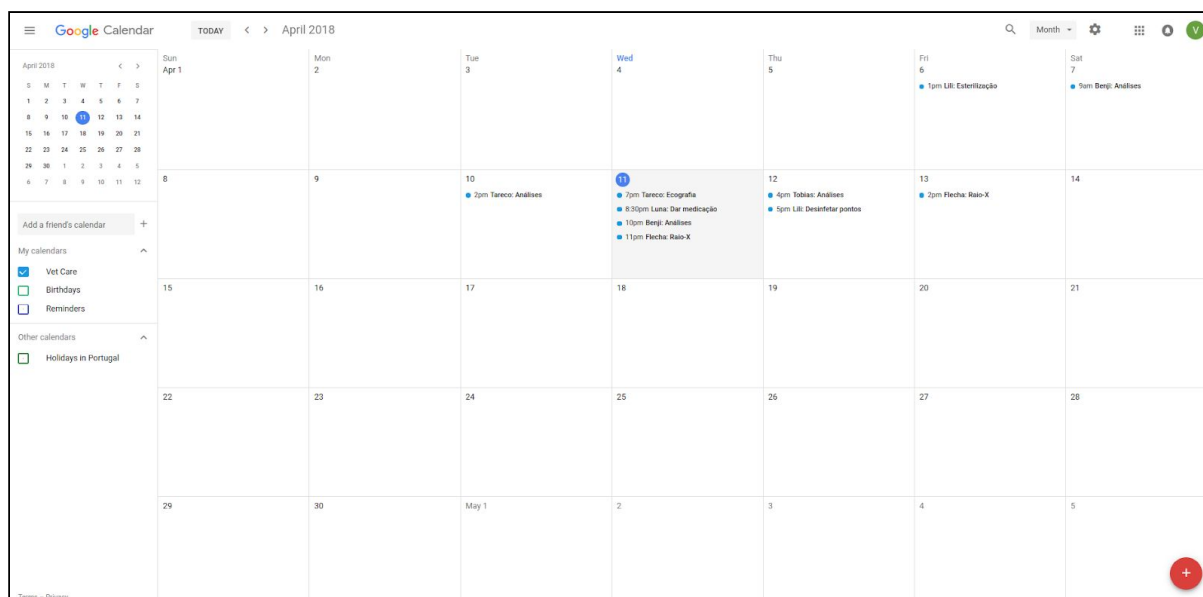 Google Calendar TODAY April 2018 Month V
April 2018
S M T W T F S
1 2 3 4 5 6 7
8 9 10 11 12 13 14
15 16 17 18 19 20 21
22 23 24 25 26 27 28
29 30 1 2 3 4 5
6 7 8 9 10 11 12
Add a friend's calendar +
My calendars
Vet Care
Birthdays
Reminders
Other calendars
Holidays in Portugal
Terms - Privacy
Sun Mon Tue Wed Thu Fri Sat
Apr 1 2 3 4 5 6 7
1pm Lili: Esterilização
9am Benji: Análises
8 9 10 11 12 13 14
2pm Tareco: Análises
7pm Tareco: Ecografia
8:30pm Luna: Dar medicação
10pm Benji: Análises
11pm Flecha: Raio-X
4pm Tobias: Análises
5pm Lili: Desinfetar pontos
2pm Flecha: Raio-X
15 16 17 18 19 20 21
22 23 24 25 26 27 28
29 30 May 1 2 3 4 5
+